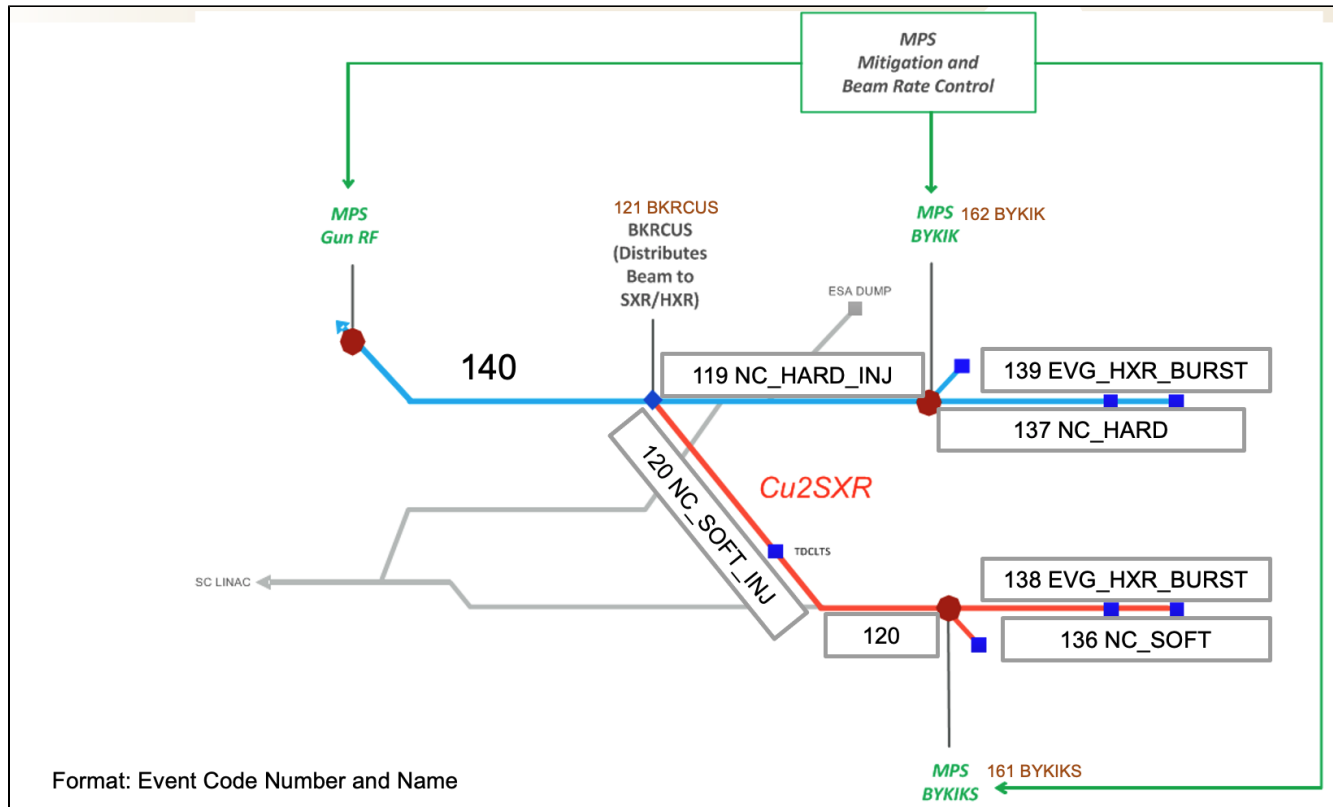 MPS
Mitigation and
Beam Rate Control
MPS
Gun RF
121 BKRCUS
BKRCUS
(Distributes
Beam to
SXR/HXR)
MPS
BYKIK
162 BYKIK
ESA DUMP
140
119 NC_HARD_INJ
139 EVG_HXR_BURST
137 NC_HARD
120 NC_SOFT_INJ
Cu2SXR
TDCLTS
SC LINAC
138 EVG_HXR_BURST
120
136 NC_SOFT
MPS
BYKIKS
161 BYKIKS
Format: Event Code Number and Name